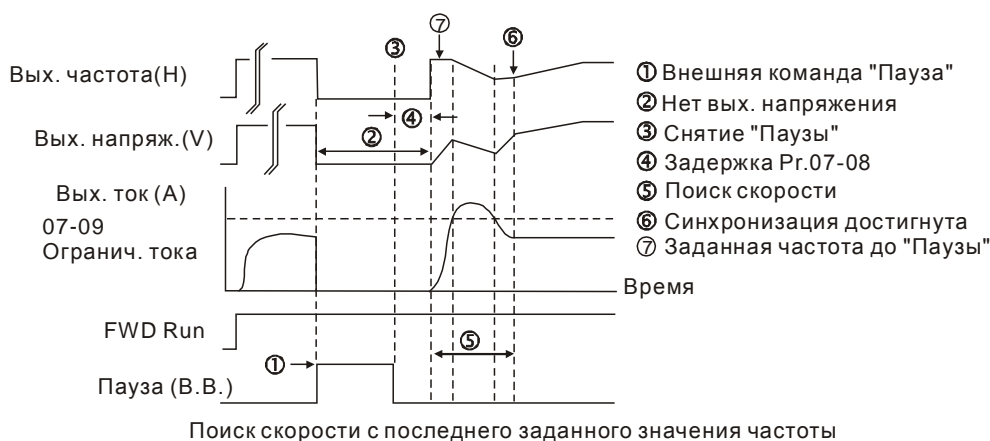 ⑦
⑥
③
Вых. частота(H)
④
②
Вых. напряж.(V)
Вых. ток (A)
07-09
Огранич. тока
Время
FWD Run
⑤
①
Пауза (B.B.)
① Внешняя команда "Пауза"
② Нет вых. напряжения
③ Снятие "Паузы"
④ Задержка Pr.07-08
⑤ Поиск скорости
⑥ Синхронизация достигнута
⑦ Заданная частота до "Паузы"
Поиск скорости с последнего заданного значения частоты